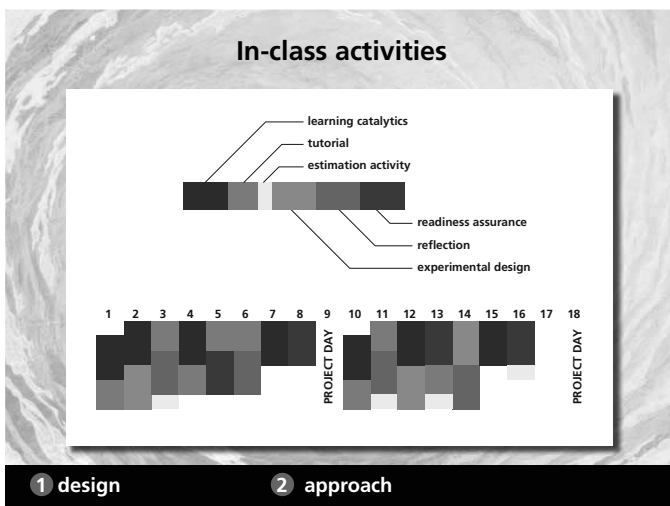 In-class activities
learning catalytics
tutorial
estimation activity
readiness assurance
reflection
experimental design
1 2 3 4 5 6 7 8 9 10 11 12 13 14 15 16 17 18
PROJECT DAY
PROJECT DAY
1 design
2 approach